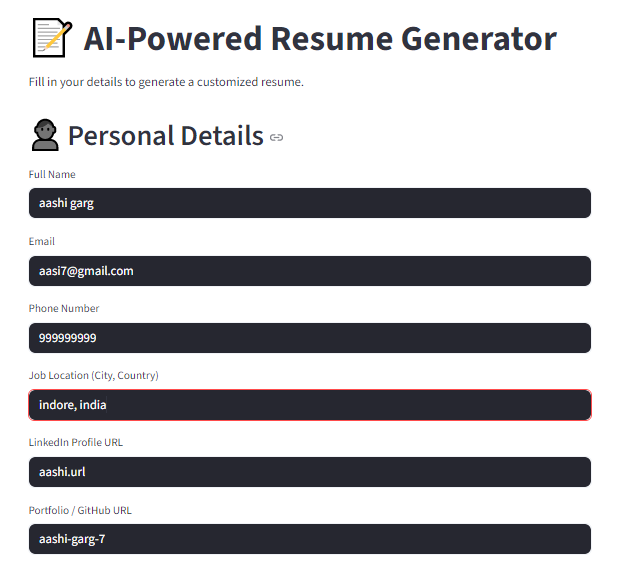 AI-Powered Resume Generator
Fill in your details to generate a customized resume.
Personal Details
Full Name
aashi garg
Email
aasi7@gmail.com
Phone Number
999999999
Job Location (City, Country)
indore, india
LinkedIn Profile URL
aashi.url
Portfolio / GitHub URL
aashi-garg-7